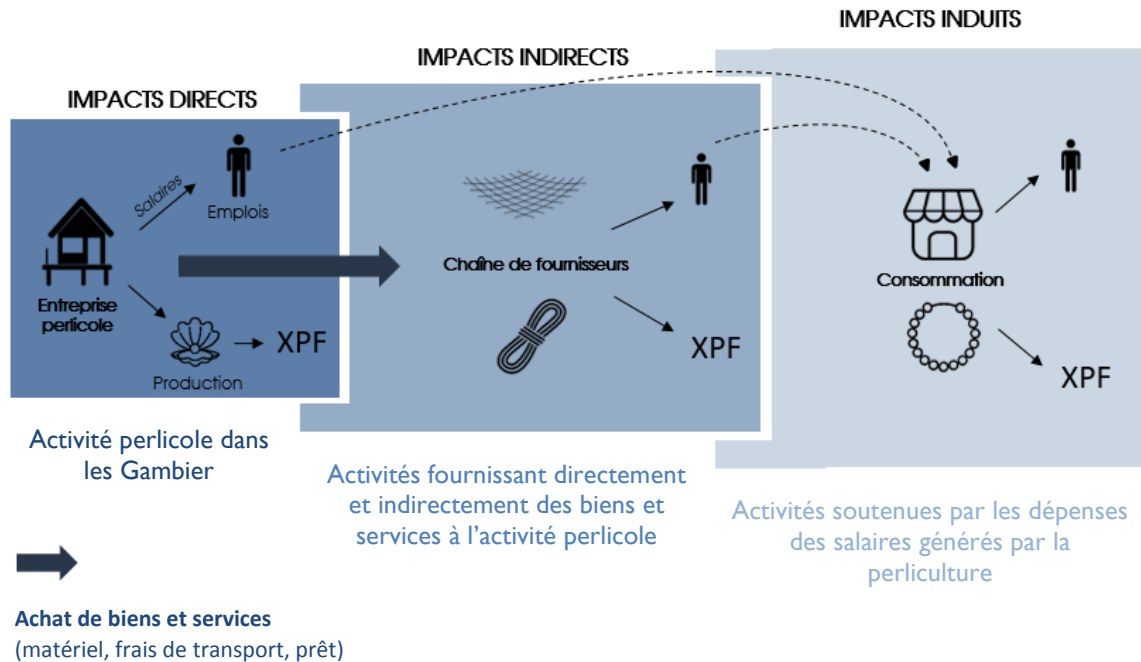 IMPACTS DIRECTS
Salaires
Emplois
Entreprise
perlicole
Production
XPF
Activité perlicole dans
les Gambier
IMPACTS INDIRECTS
Chaîne de fournisseurs
XPF
Activités fournissant directement
et indirectement des biens et
services à l’activité perlicole
IMPACTS INDUITS
Consommation
XPF
Activités soutenues par les dépenses
des salaires générés par la
perliculture
Achat de biens et services
(matériel, frais de transport, prêt)